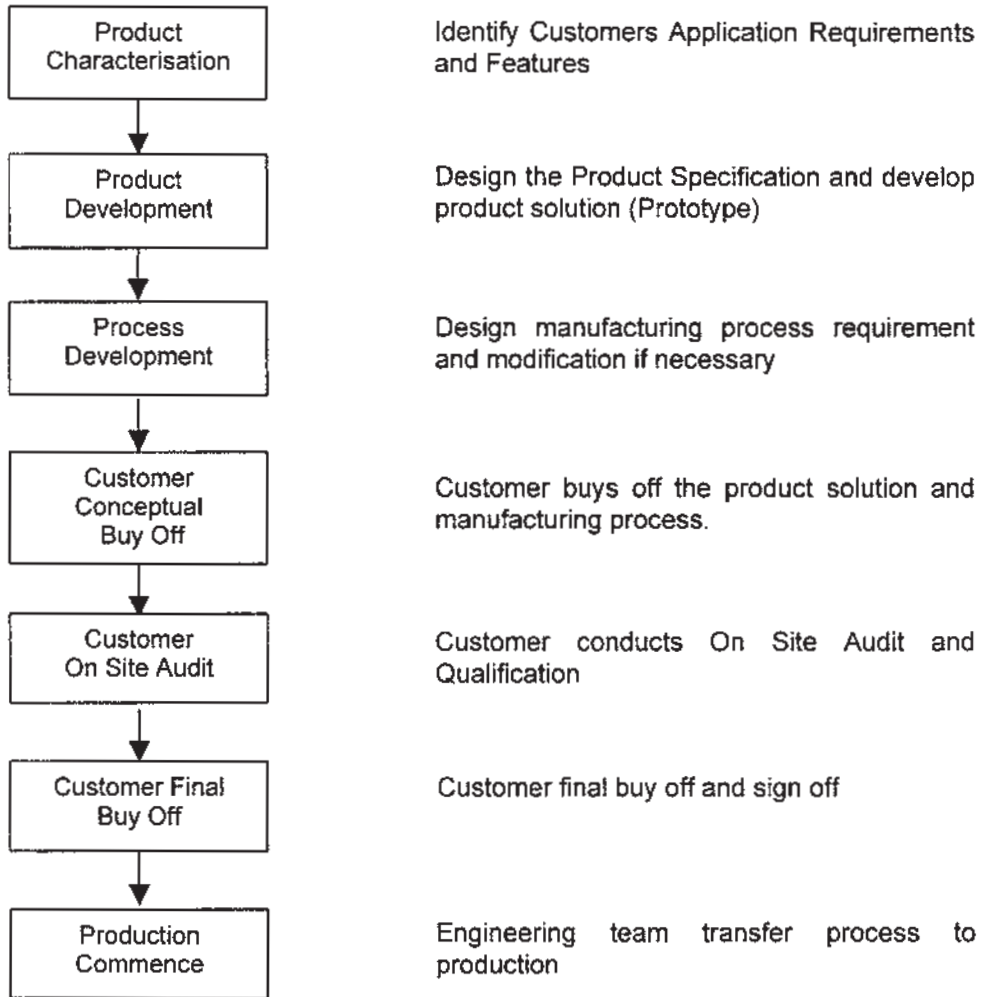 Product
Characterisation
Identify Customers Application Requirements
and Features
Product
Development
Design the Product Specification and develop
product solution (Prototype)
Process
Development
Design manufacturing process requirement
and modification if necessary
Customer
Conceptual
Buy Off
Customer buys off the product solution and
manufacturing process.
Customer
On Site Audit
Customer conducts On Site Audit and
Qualification
Customer Final
Buy Off
Customer final buy off and sign off
Production
Commence
Engineering team transfer process to
production